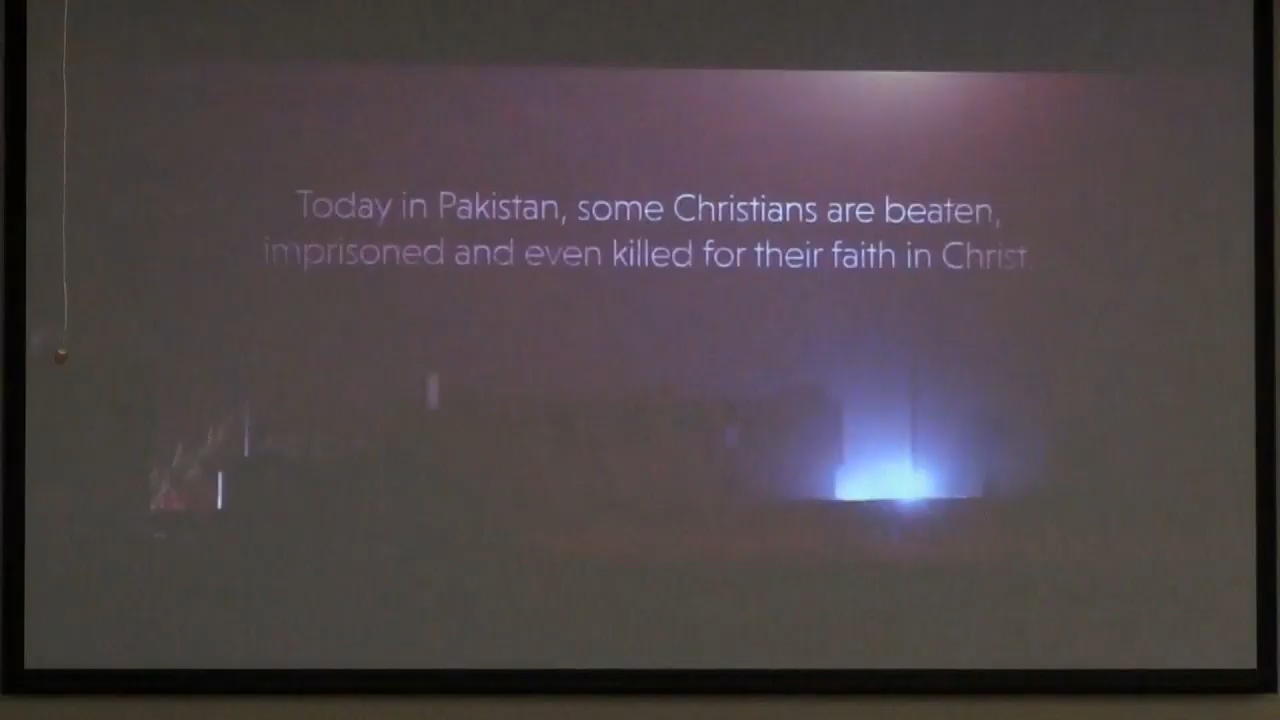 Today in Pakistan, some Christians are beaten,
imprisoned and even killed for their faith in Christ.